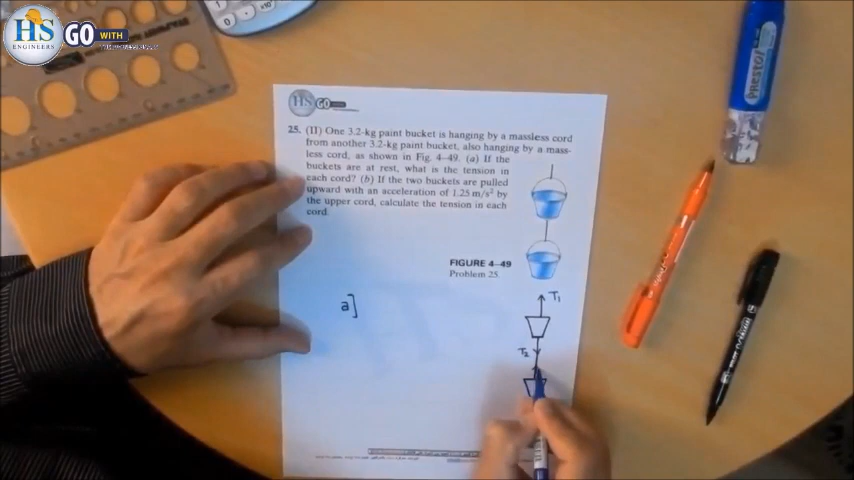 HS
ENGINEERS
GO WITH
HS GO
25. (II) One 3.2-kg paint bucket is hanging by a massless cord
from another 3.2-kg paint bucket, also hanging by a mass-
less cord, as shown in Fig. 4–49. (a) If the
buckets are at rest, what is the tension in
each cord? (b) If the two buckets are pulled
upward with an acceleration of 1.25 m/s² by
the upper cord, calculate the tension in each
cord.
FIGURE 4–49
Problem 25.
a]
T₁
T₂
PRESTO!